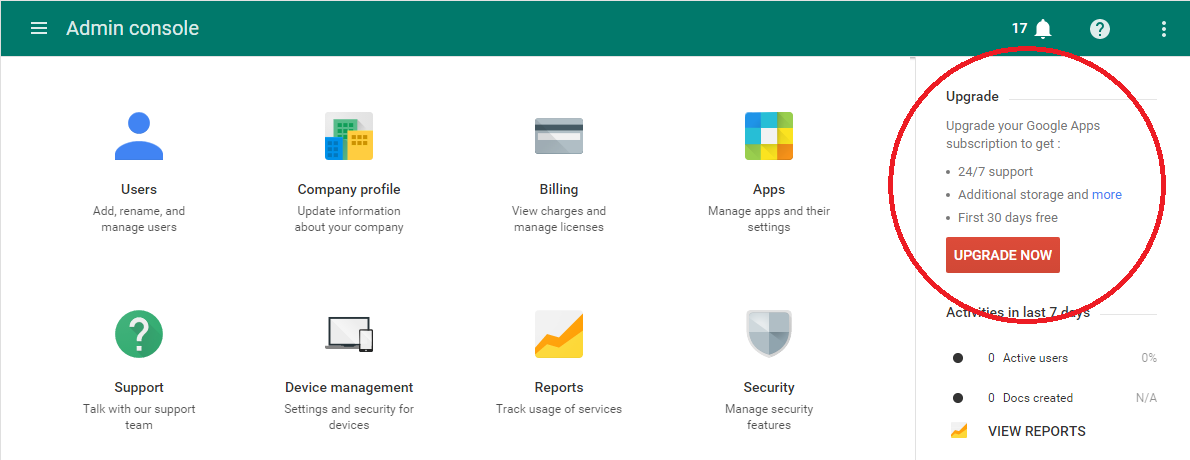 Admin console
17
Users
Add, rename, and
manage users
Company profile
Update information
about your company
Billing
View charges and
manage licenses
Apps
Manage apps and their
settings
Support
Talk with our support
team
Device management
Settings and security for
devices
Reports
Track usage of services
Security
Manage security
features
Upgrade
Upgrade your Google Apps
subscription to get :
• 24/7 support
• Additional storage and more
• First 30 days free
UPGRADE NOW
Activities in last 7 days
0 Active users 0%
0 Docs created N/A
VIEW REPORTS